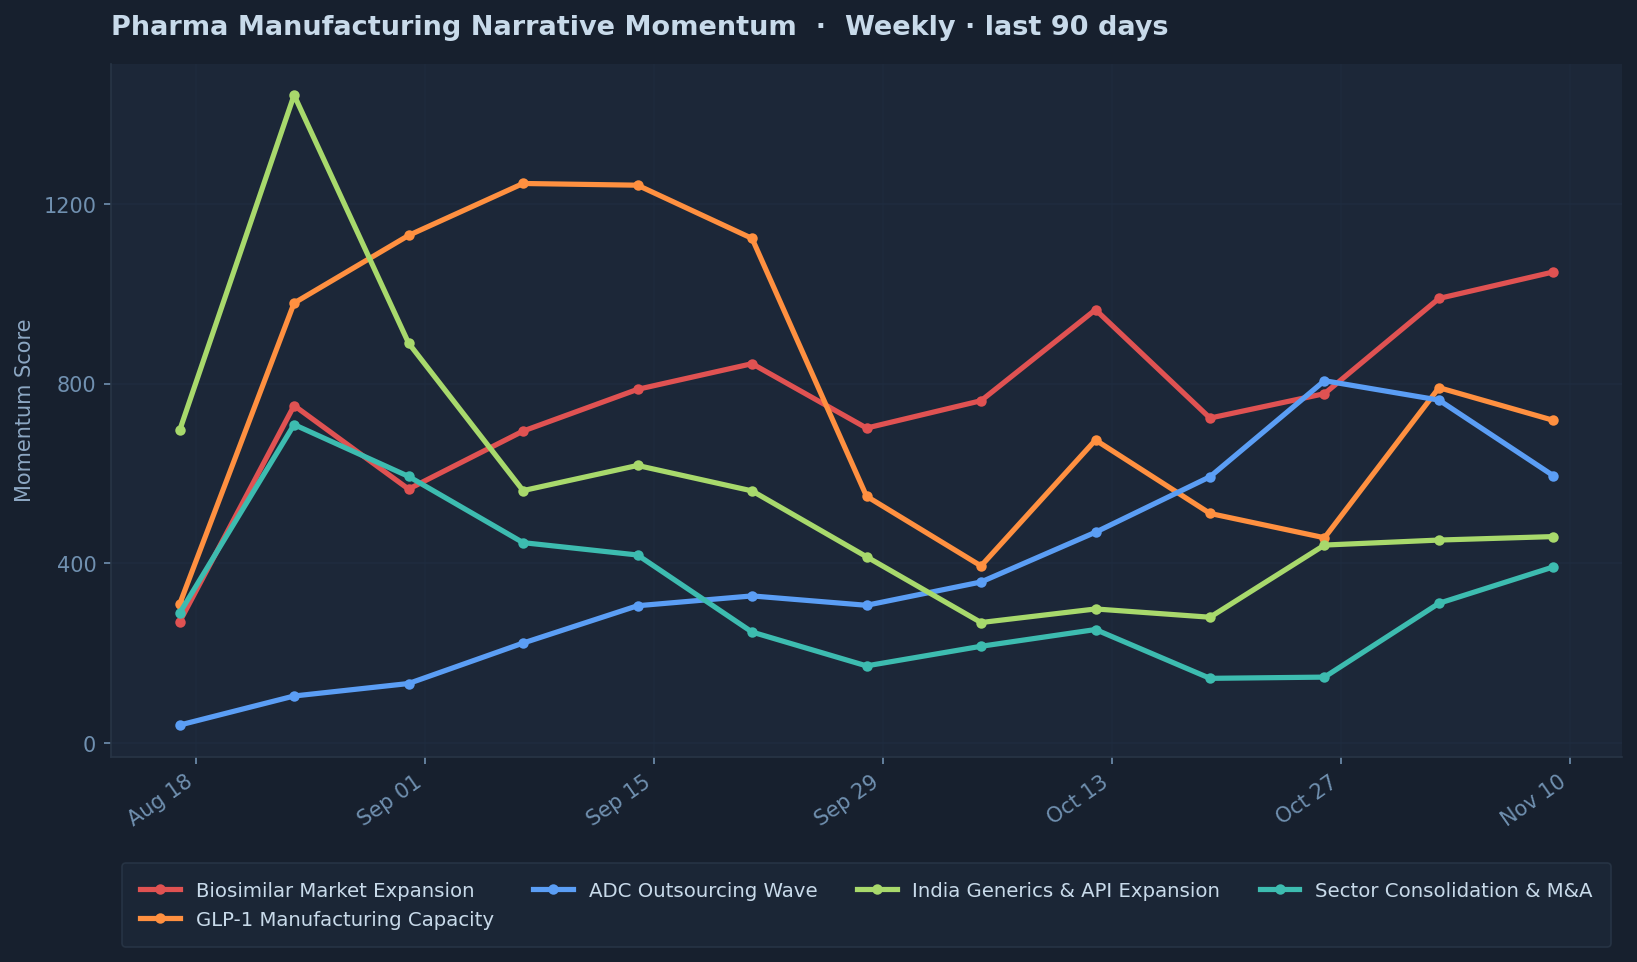 Pharma Manufacturing Narrative Momentum · Weekly · last 90 days
Momentum Score
1200
800
400
0
Aug 18
Sep 01
Sep 15
Sep 29
Oct 13
Oct 27
Nov 10
Biosimilar Market Expansion
GLP-1 Manufacturing Capacity
ADC Outsourcing Wave
India Generics & API Expansion
Sector Consolidation & M&A